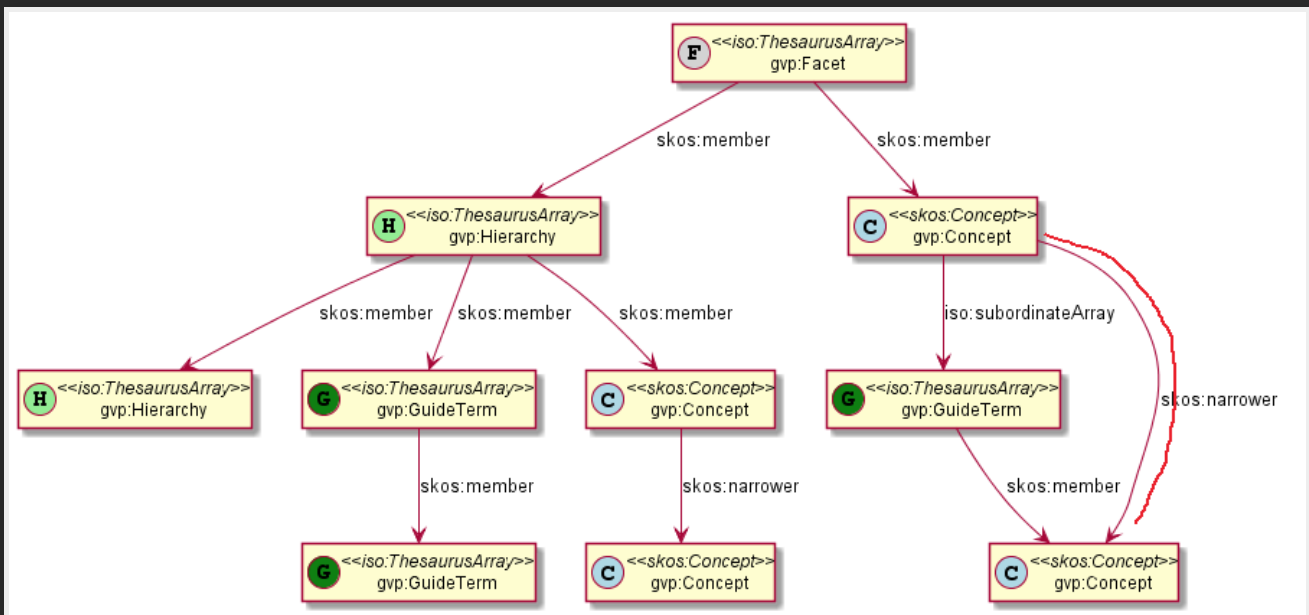 F <<iso:ThesaurusArray>>
gvp:Facet
skos:member
skos:member
H <<iso:ThesaurusArray>>
gvp:Hierarchy
C <<skos:Concept>>
gvp:Concept
skos:member
skos:member
skos:member
iso:subordinateArray
H <<iso:ThesaurusArray>>
gvp:Hierarchy
G <<iso:ThesaurusArray>>
gvp:GuideTerm
C <<skos:Concept>>
gvp:Concept
G <<iso:ThesaurusArray>>
gvp:GuideTerm
skos:narrower
skos:member
skos:narrower
skos:member
G <<iso:ThesaurusArray>>
gvp:GuideTerm
C <<skos:Concept>>
gvp:Concept
C <<skos:Concept>>
gvp:Concept